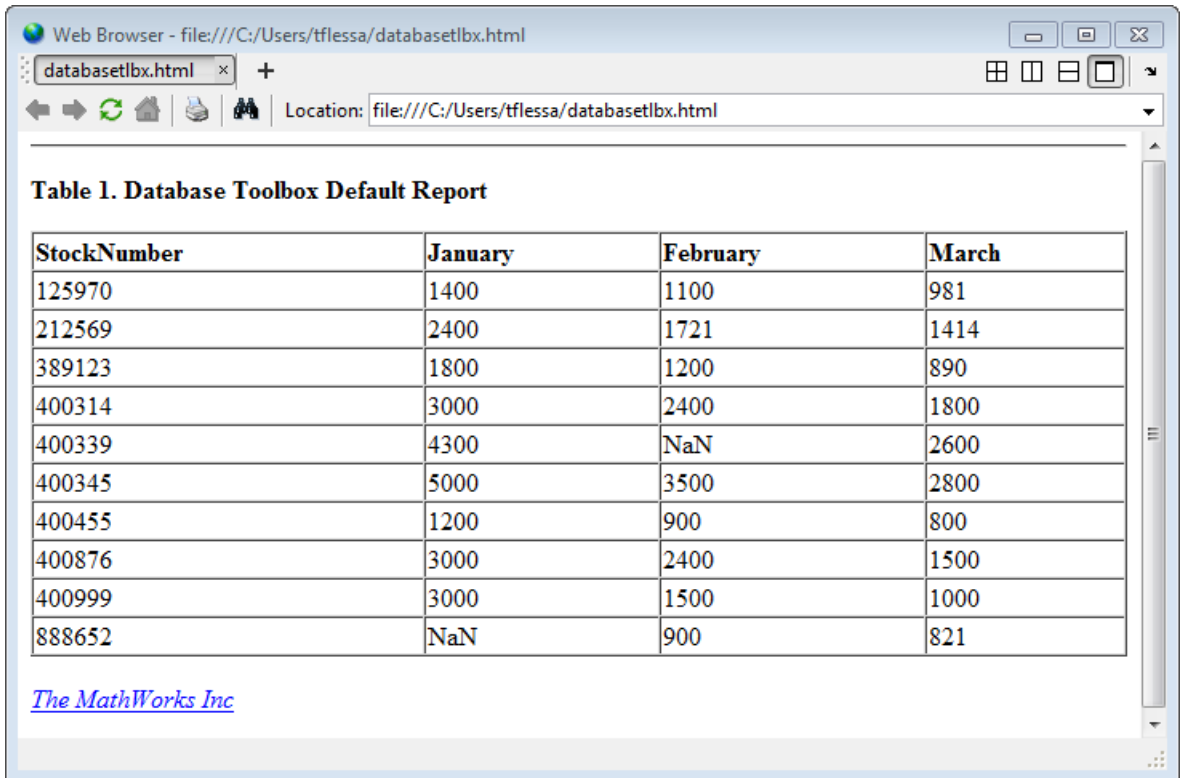 Web Browser - file:///C:/Users/tflessa/databasetlbx.html
databasetlbx.html
Location: file:///C:/Users/tflessa/databasetlbx.html
Table 1. Database Toolbox Default Report
StockNumber January February March
125970 1400 1100 981
212569 2400 1721 1414
389123 1800 1200 890
400314 3000 2400 1800
400339 4300 NaN 2600
400345 5000 3500 2800
400455 1200 900 800
400876 3000 2400 1500
400999 3000 1500 1000
888652 NaN 900 821
The MathWorks Inc